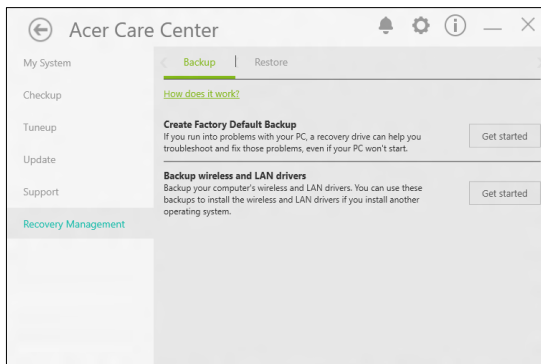 Acer Care Center
My System
Checkup
Tuneup
Update
Support
Recovery Management
Backup
Restore
How does it work?
Create Factory Default Backup
If you run into problems with your PC, a recovery drive can help you
troubleshoot and fix those problems, even if your PC won't start.
Get started
Backup wireless and LAN drivers
Backup your computer's wireless and LAN drivers. You can use these
backups to install the wireless and LAN drivers if you install another
operating system.
Get started